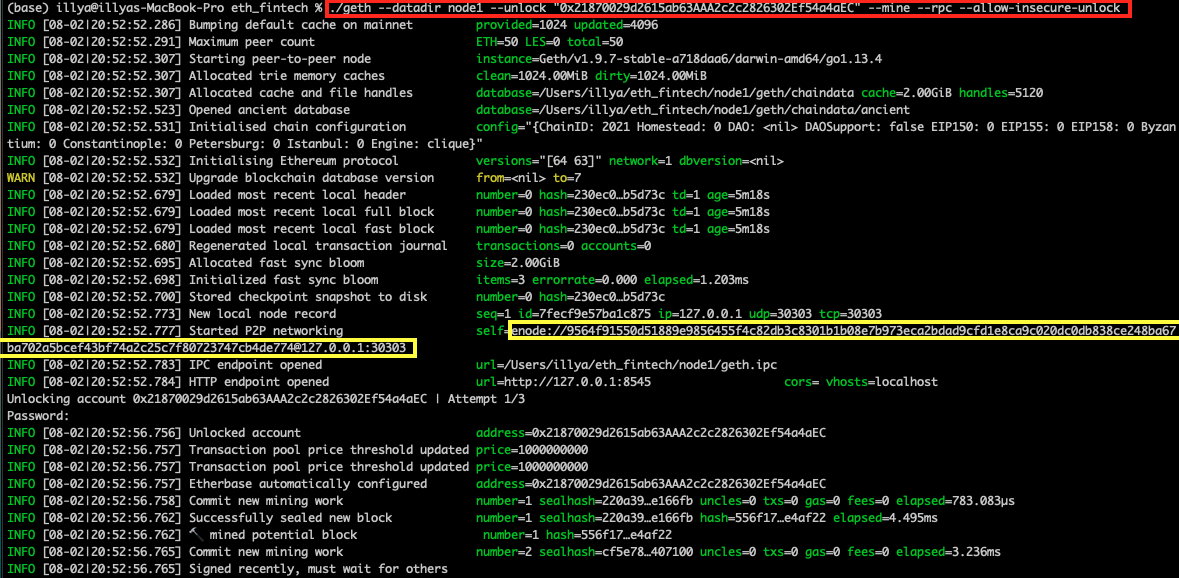 (base) illya@illyas-MacBook-Pro eth_fintech % ./geth --datadir node1 --unlock "0x21870029d2615ab63AAA2c2c2826302Ef54a4aEC" --mine --rpc --allow-insecure-unlock
INFO [08-02|20:52:52.286] Bumping default cache on mainnet provided=1024 updated=4096
INFO [08-02|20:52:52.291] Maximum peer count ETH=50 LES=0 total=50
INFO [08-02|20:52:52.307] Starting peer-to-peer node instance=Geth/v1.9.7-stable-a718daa6/darwin-amd64/go1.13.4
INFO [08-02|20:52:52.307] Allocated trie memory caches clean=1024.00MiB dirty=1024.00MiB
INFO [08-02|20:52:52.307] Allocated cache and file handles database=/Users/illya/eth_fintech/node1/geth/chaindata cache=2.00GiB handles=5120
INFO [08-02|20:52:52.523] Opened ancient database database=/Users/illya/eth_fintech/node1/geth/chaindata/ancient
INFO [08-02|20:52:52.531] Initialised chain configuration config="{ChainID: 2021 Homestead: 0 DAO: <nil> DAOSupport: false EIP150: 0 EIP155: 0 EIP158: 0 Byzan
tium: 0 Constantinople: 0 Petersburg: 0 Istanbul: 0 Engine: clique}"
INFO [08-02|20:52:52.532] Initialising Ethereum protocol versions="[64 63]" network=1 dbversion=<nil>
WARN [08-02|20:52:52.532] Upgrade blockchain database version from=<nil> to=7
INFO [08-02|20:52:52.679] Loaded most recent local header number=0 hash=230ec0…b5d73c td=1 age=5m18s
INFO [08-02|20:52:52.679] Loaded most recent local full block number=0 hash=230ec0…b5d73c td=1 age=5m18s
INFO [08-02|20:52:52.679] Loaded most recent local fast block number=0 hash=230ec0…b5d73c td=1 age=5m18s
INFO [08-02|20:52:52.680] Regenerated local transaction journal transactions=0 accounts=0
INFO [08-02|20:52:52.695] Allocated fast sync bloom size=2.00GiB
INFO [08-02|20:52:52.698] Initialized fast sync bloom items=3 errorrate=0.000 elapsed=1.203ms
INFO [08-02|20:52:52.700] Stored checkpoint snapshot to disk number=0 hash=230ec0…b5d73c
INFO [08-02|20:52:52.773] New local node record seq=1 id=7fecf9e57ba1c875 ip=127.0.0.1 udp=30303 tcp=30303
INFO [08-02|20:52:52.777] Started P2P networking self=enode://9564f91550d51889e9856455f4c82db3c8301b1b08e7b973eca2bdad9cfd1e8ca9c020dc0db838ce248ba67
ba702a5bcef43bf74a2c25c7f80723747cb4de774@127.0.0.1:30303
INFO [08-02|20:52:52.783] IPC endpoint opened url=/Users/illya/eth_fintech/node1/geth.ipc
INFO [08-02|20:52:52.784] HTTP endpoint opened url=http://127.0.0.1:8545 cors= vhosts=localhost
Unlocking account 0x21870029d2615ab63AAA2c2c2826302Ef54a4aEC | Attempt 1/3
Password:
INFO [08-02|20:52:56.756] Unlocked account address=0x21870029d2615ab63AAA2c2c2826302Ef54a4aEC
INFO [08-02|20:52:56.757] Transaction pool price threshold updated price=1000000000
INFO [08-02|20:52:56.757] Transaction pool price threshold updated price=1000000000
INFO [08-02|20:52:56.757] Etherbase automatically configured address=0x21870029d2615ab63AAA2c2c2826302Ef54a4aEC
INFO [08-02|20:52:56.758] Commit new mining work number=1 sealhash=220a39…e166fb uncles=0 txs=0 gas=0 fees=0 elapsed=783.083µs
INFO [08-02|20:52:56.762] Successfully sealed new block number=1 sealhash=220a39…e166fb hash=556f17…e4af22 elapsed=4.495ms
INFO [08-02|20:52:56.762] 🔨 mined potential block number=1 hash=556f17…e4af22
INFO [08-02|20:52:56.765] Commit new mining work number=2 sealhash=cf5e78…407100 uncles=0 txs=0 gas=0 fees=0 elapsed=3.236ms
INFO [08-02|20:52:56.765] Signed recently, must wait for others